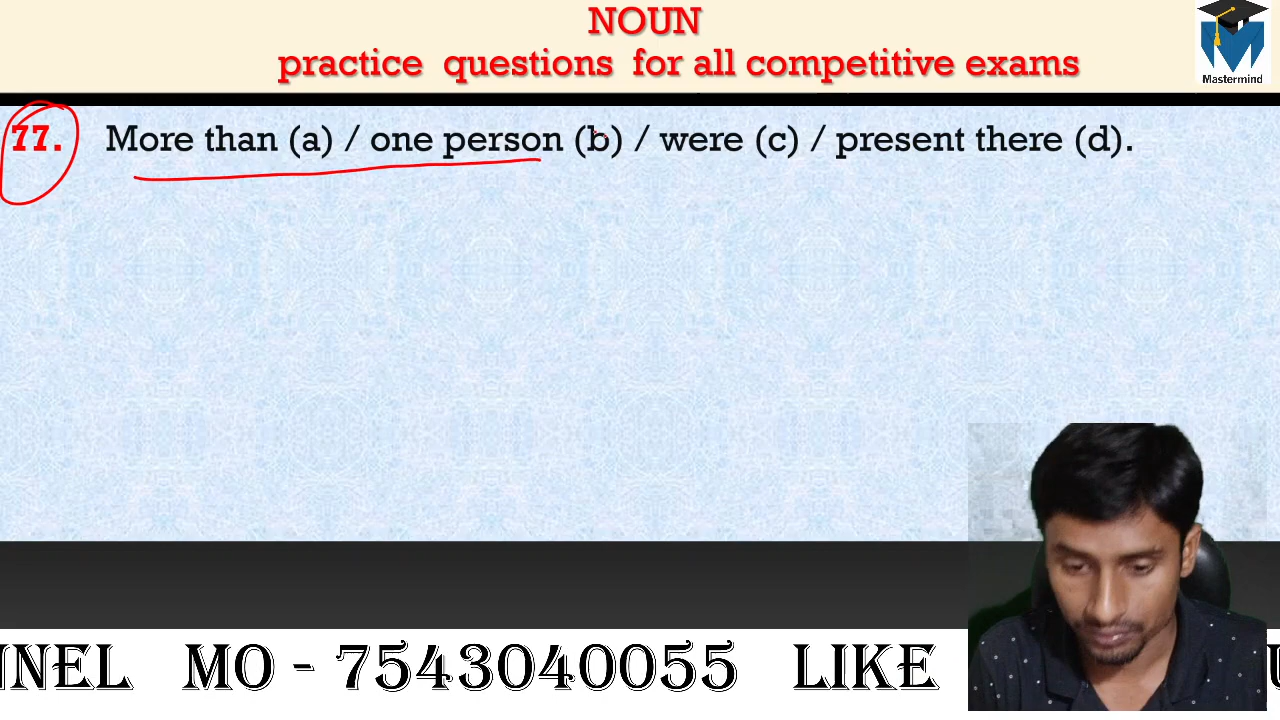 NOUN
practice questions for all competitive exams
Mastermind
77. More than (a) / one person (b) / were (c) / present there (d).
MO - 7543040055 LIKE